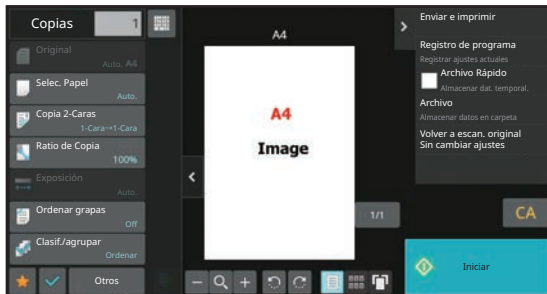 Copias 1
Original
Auto. A4
Selec. Papel
Auto.
Copia 2-Caras
1-Cara→1-Cara
Ratio de Copia
100%
Exposición
Auto.
Ordenar grapas
Off
Clasif./agrupar
Ordenar
Otros
A4
A4
Image
1/1
Enviar e imprimir
Registro de programa
Registrar ajustes actuales
Archivo Rápido
Almacenar dat. temporal.
Archivo
Almacenar datos en carpeta
Volver a escan. original
Sin cambiar ajustes
CA
Iniciar